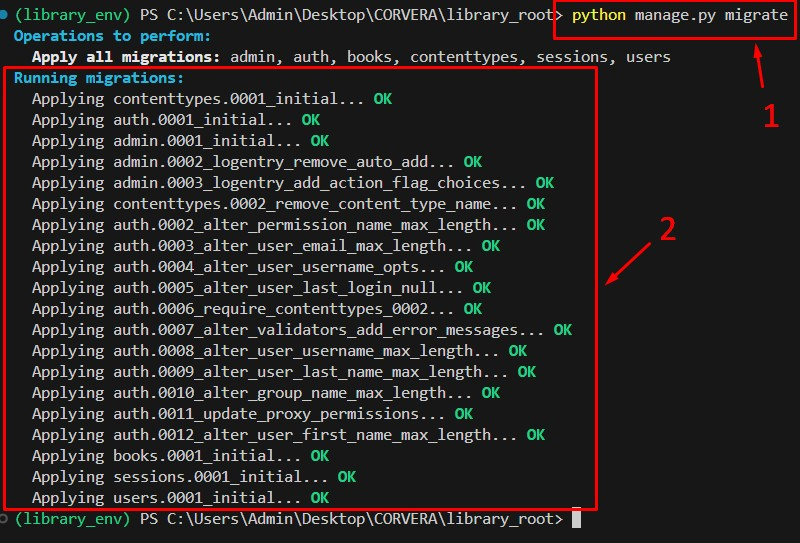 (library_env) PS C:\Users\Admin\Desktop\CORVERA\library_root> python manage.py migrate
Operations to perform:
  Apply all migrations: admin, auth, books, contenttypes, sessions, users
Running migrations:
  Applying contenttypes.0001_initial... OK
  Applying auth.0001_initial... OK
  Applying admin.0001_initial... OK
  Applying admin.0002_logentry_remove_auto_add... OK
  Applying admin.0003_logentry_add_action_flag_choices... OK
  Applying contenttypes.0002_remove_content_type_name... OK
  Applying auth.0002_alter_permission_name_max_length... OK
  Applying auth.0003_alter_user_email_max_length... OK
  Applying auth.0004_alter_user_username_opts... OK
  Applying auth.0005_alter_user_last_login_null... OK
  Applying auth.0006_require_contenttypes_0002... OK
  Applying auth.0007_alter_validators_add_error_messages... OK
  Applying auth.0008_alter_user_username_max_length... OK
  Applying auth.0009_alter_user_last_name_max_length... OK
  Applying auth.0010_alter_group_name_max_length... OK
  Applying auth.0011_update_proxy_permissions... OK
  Applying auth.0012_alter_user_first_name_max_length... OK
  Applying books.0001_initial... OK
  Applying sessions.0001_initial... OK
  Applying users.0001_initial... OK
(library_env) PS C:\Users\Admin\Desktop\CORVERA\library_root>
1
2